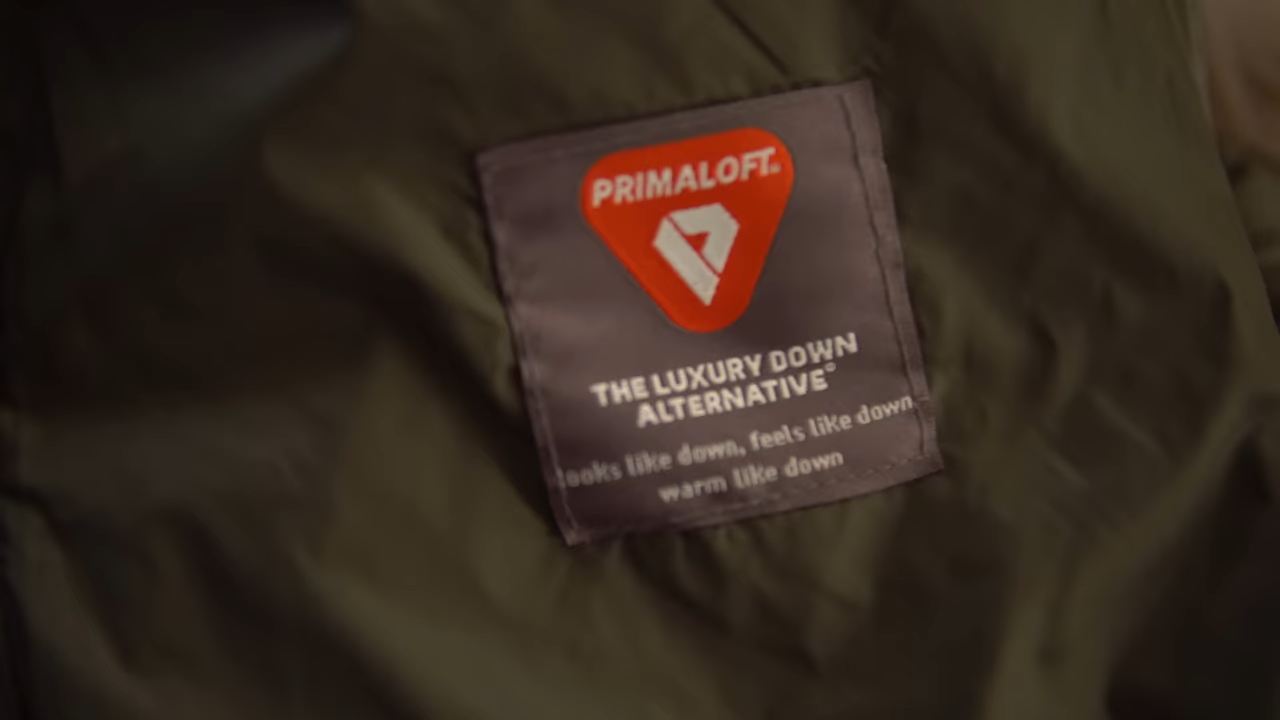 PRIMALOFT
THE LUXURY DOWN
ALTERNATIVE
looks like down, feels like down,
warm like down